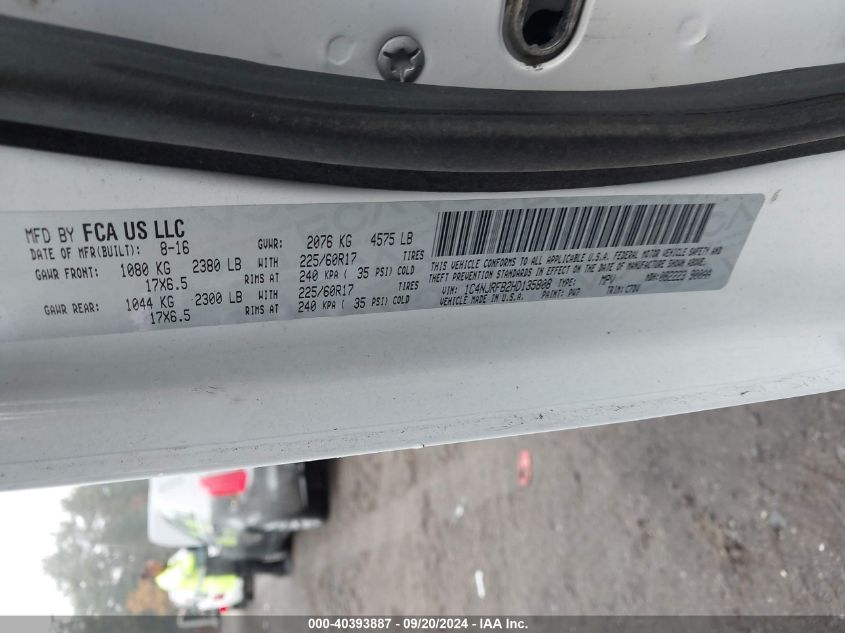 MFD BY FCA US LLC
DATE OF MFR(BUILT): 8-16 GVWR: 2076 KG 4575 LB
GAWR FRONT: 1080 KG 2380 LB WITH 225/60R17 TIRES
17X6.5 RIMS AT 240 KPA ( 35 PSI) COLD
GAWR REAR: 1044 KG 2300 LB WITH 225/60R17 TIRES
17X6.5 RIMS AT 240 KPA ( 35 PSI) COLD
THIS VEHICLE CONFORMS TO ALL APPLICABLE U.S.A. FEDERAL MOTOR VEHICLE SAFETY AND
THEFT PREVENTION STANDARDS IN EFFECT ON THE DATE OF MANUFACTURE SHOWN ABOVE.
VIN: 1C4NJRFB2HD135808 TYPE: MPV MDH:
VEHICLE MADE IN U.S.A. PAINT: PW7 TRIM:
000-40393887 / 09/20/2024 - IAA Inc.